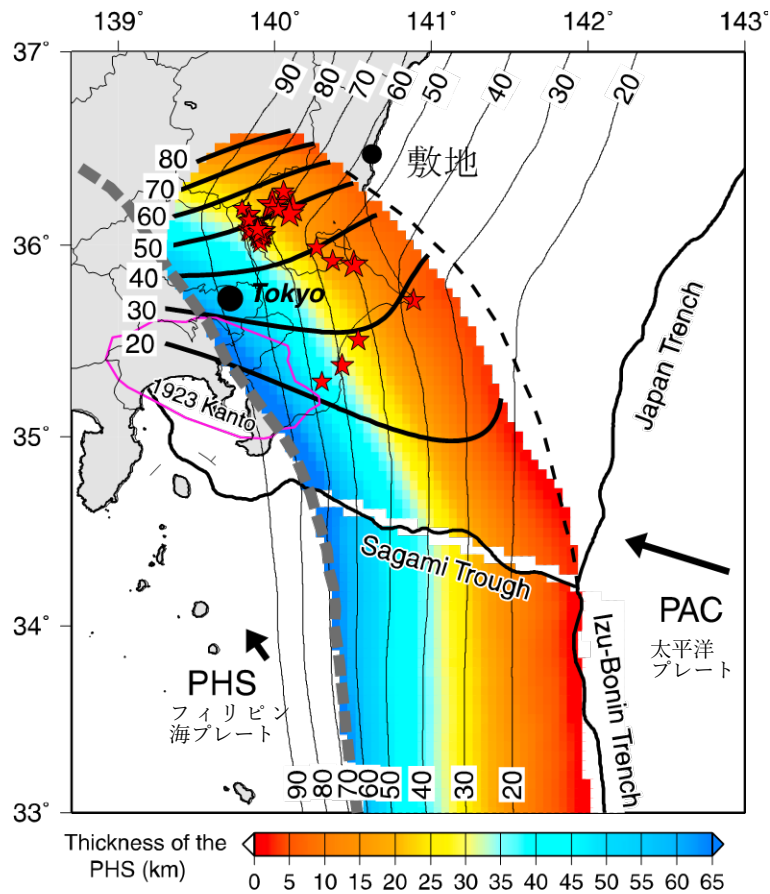 139° 140° 141° 142° 143°
37°
36°
35°
34°
33°
90 80 70 60 50 40 30 20
80
70
60
50
40
30
20
敷地
Tokyo
1923 Kanto
Japan Trench
Sagami Trough
PAC
太平洋
プレート
Izu-Bonin Trench
PHS
フィリピン
海プレート
90 80 70 60 50 40 30 20
Thickness of the
PHS (km)
0 5 10 15 20 25 30 35 40 45 50 55 60 65